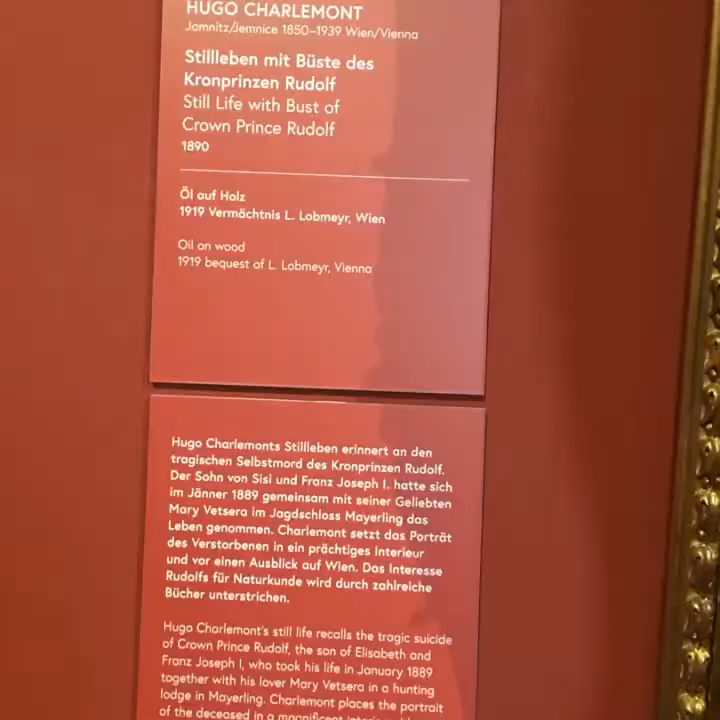 HUGO CHARLEMONT
Jamnitz/Jemnice 1850–1939 Wien/Vienna
Stillleben mit Büste des
Kronprinzen Rudolf
Still Life with Bust of
Crown Prince Rudolf
1890
Öl auf Holz
1919 Vermächtnis L. Lobmeyr, Wien
Oil on wood
1919 bequest of L. Lobmeyr, Vienna
Hugo Charlemonts Stillleben erinnert an den
tragischen Selbstmord des Kronprinzen Rudolf.
Der Sohn von Sisi und Franz Joseph I. hatte sich
im Jänner 1889 gemeinsam mit seiner Geliebten
Mary Vetsera im Jagdschloss Mayerling das
Leben genommen. Charlemont setzt das Porträt
des Verstorbenen in ein prächtiges Interieur
und vor einen Ausblick auf Wien. Das Interesse
Rudolfs für Naturkunde wird durch zahlreiche
Bücher unterstrichen.
Hugo Charlemont's still life recalls the tragic suicide
of Crown Prince Rudolf, the son of Elisabeth and
Franz Joseph I, who took his life in January 1889
together with his lover Mary Vetsera in a hunting
lodge in Mayerling. Charlemont places the portrait
of the deceased in a magnificent